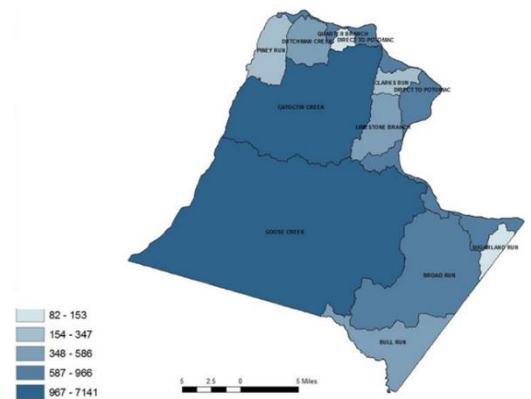 QUARTER BRANCH
DUTCHMAN CREEK
DIRECT TO POTOMAC
PINEY RUN
CLARKS RUN
DIRECT TO POTOMAC
CATOCTIN CREEK
LIMESTONE BRANCH
GOOSE CREEK
SUGARLAND RUN
BROAD RUN
BULL RUN
82 - 153
154 - 347
348 - 586
587 - 966
967 - 7141
5 2.5 0 5 Miles